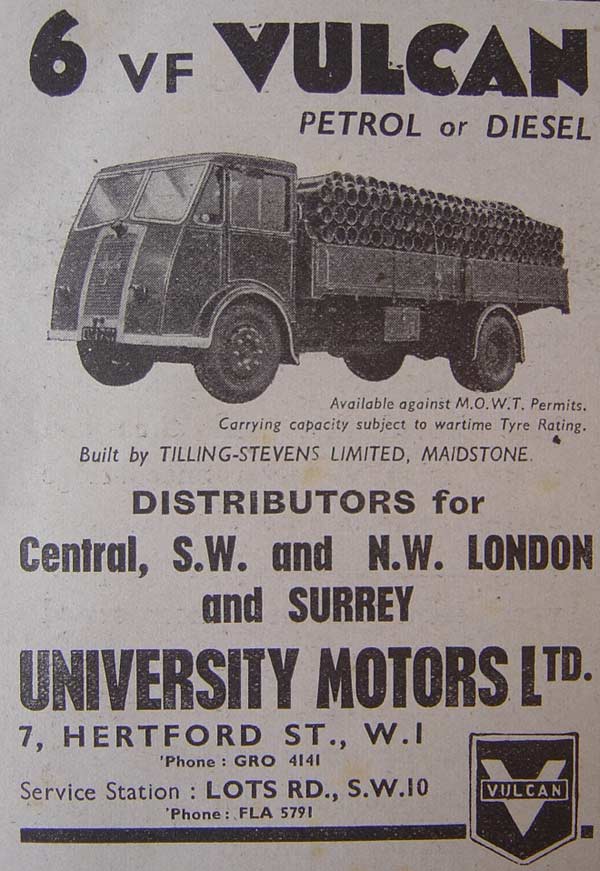 6 VF VULCAN
PETROL or DIESEL
Available against M.O.W.T. Permits.
Carrying capacity subject to wartime Tyre Rating.
Built by TILLING-STEVENS LIMITED, MAIDSTONE.
DISTRIBUTORS for
Central, S.W. and N.W. LONDON
and SURREY
UNIVERSITY MOTORS LTD.
7, HERTFORD ST., W.1
'Phone : GRO 4141
Service Station : LOTS RD., S.W.10
'Phone : FLA 5791
VULCAN